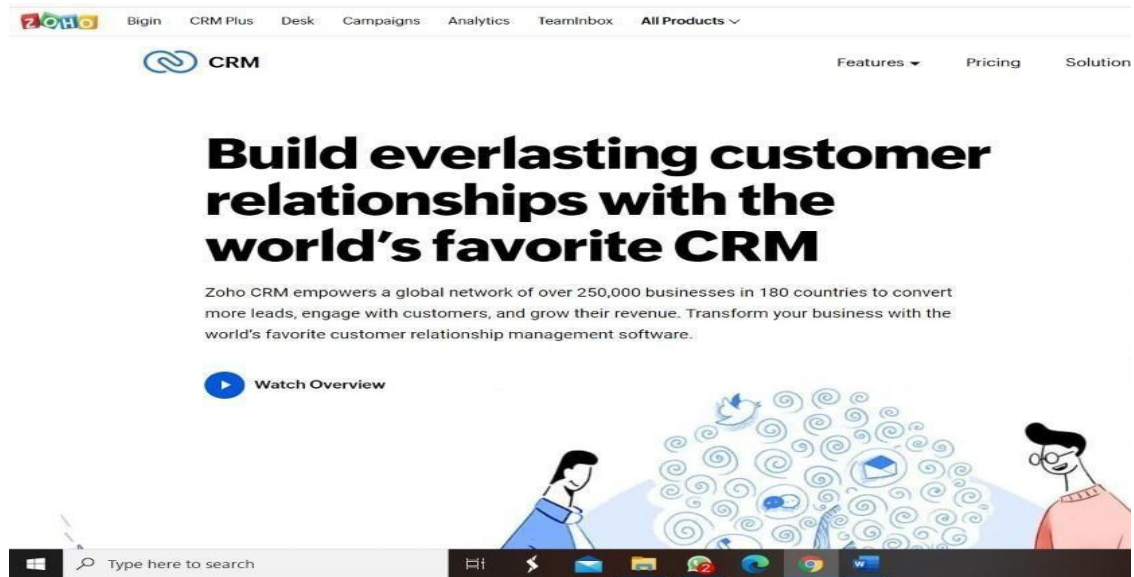 ZOHO Bigin CRM Plus Desk Campaigns Analytics TeamInbox All Products
CRM Features Pricing Solution
Build everlasting customer
relationships with the
world's favorite CRM
Zoho CRM empowers a global network of over 250,000 businesses in 180 countries to convert
more leads, engage with customers, and grow their revenue. Transform your business with the
world's favorite customer relationship management software.
Watch Overview
Type here to search 2 W